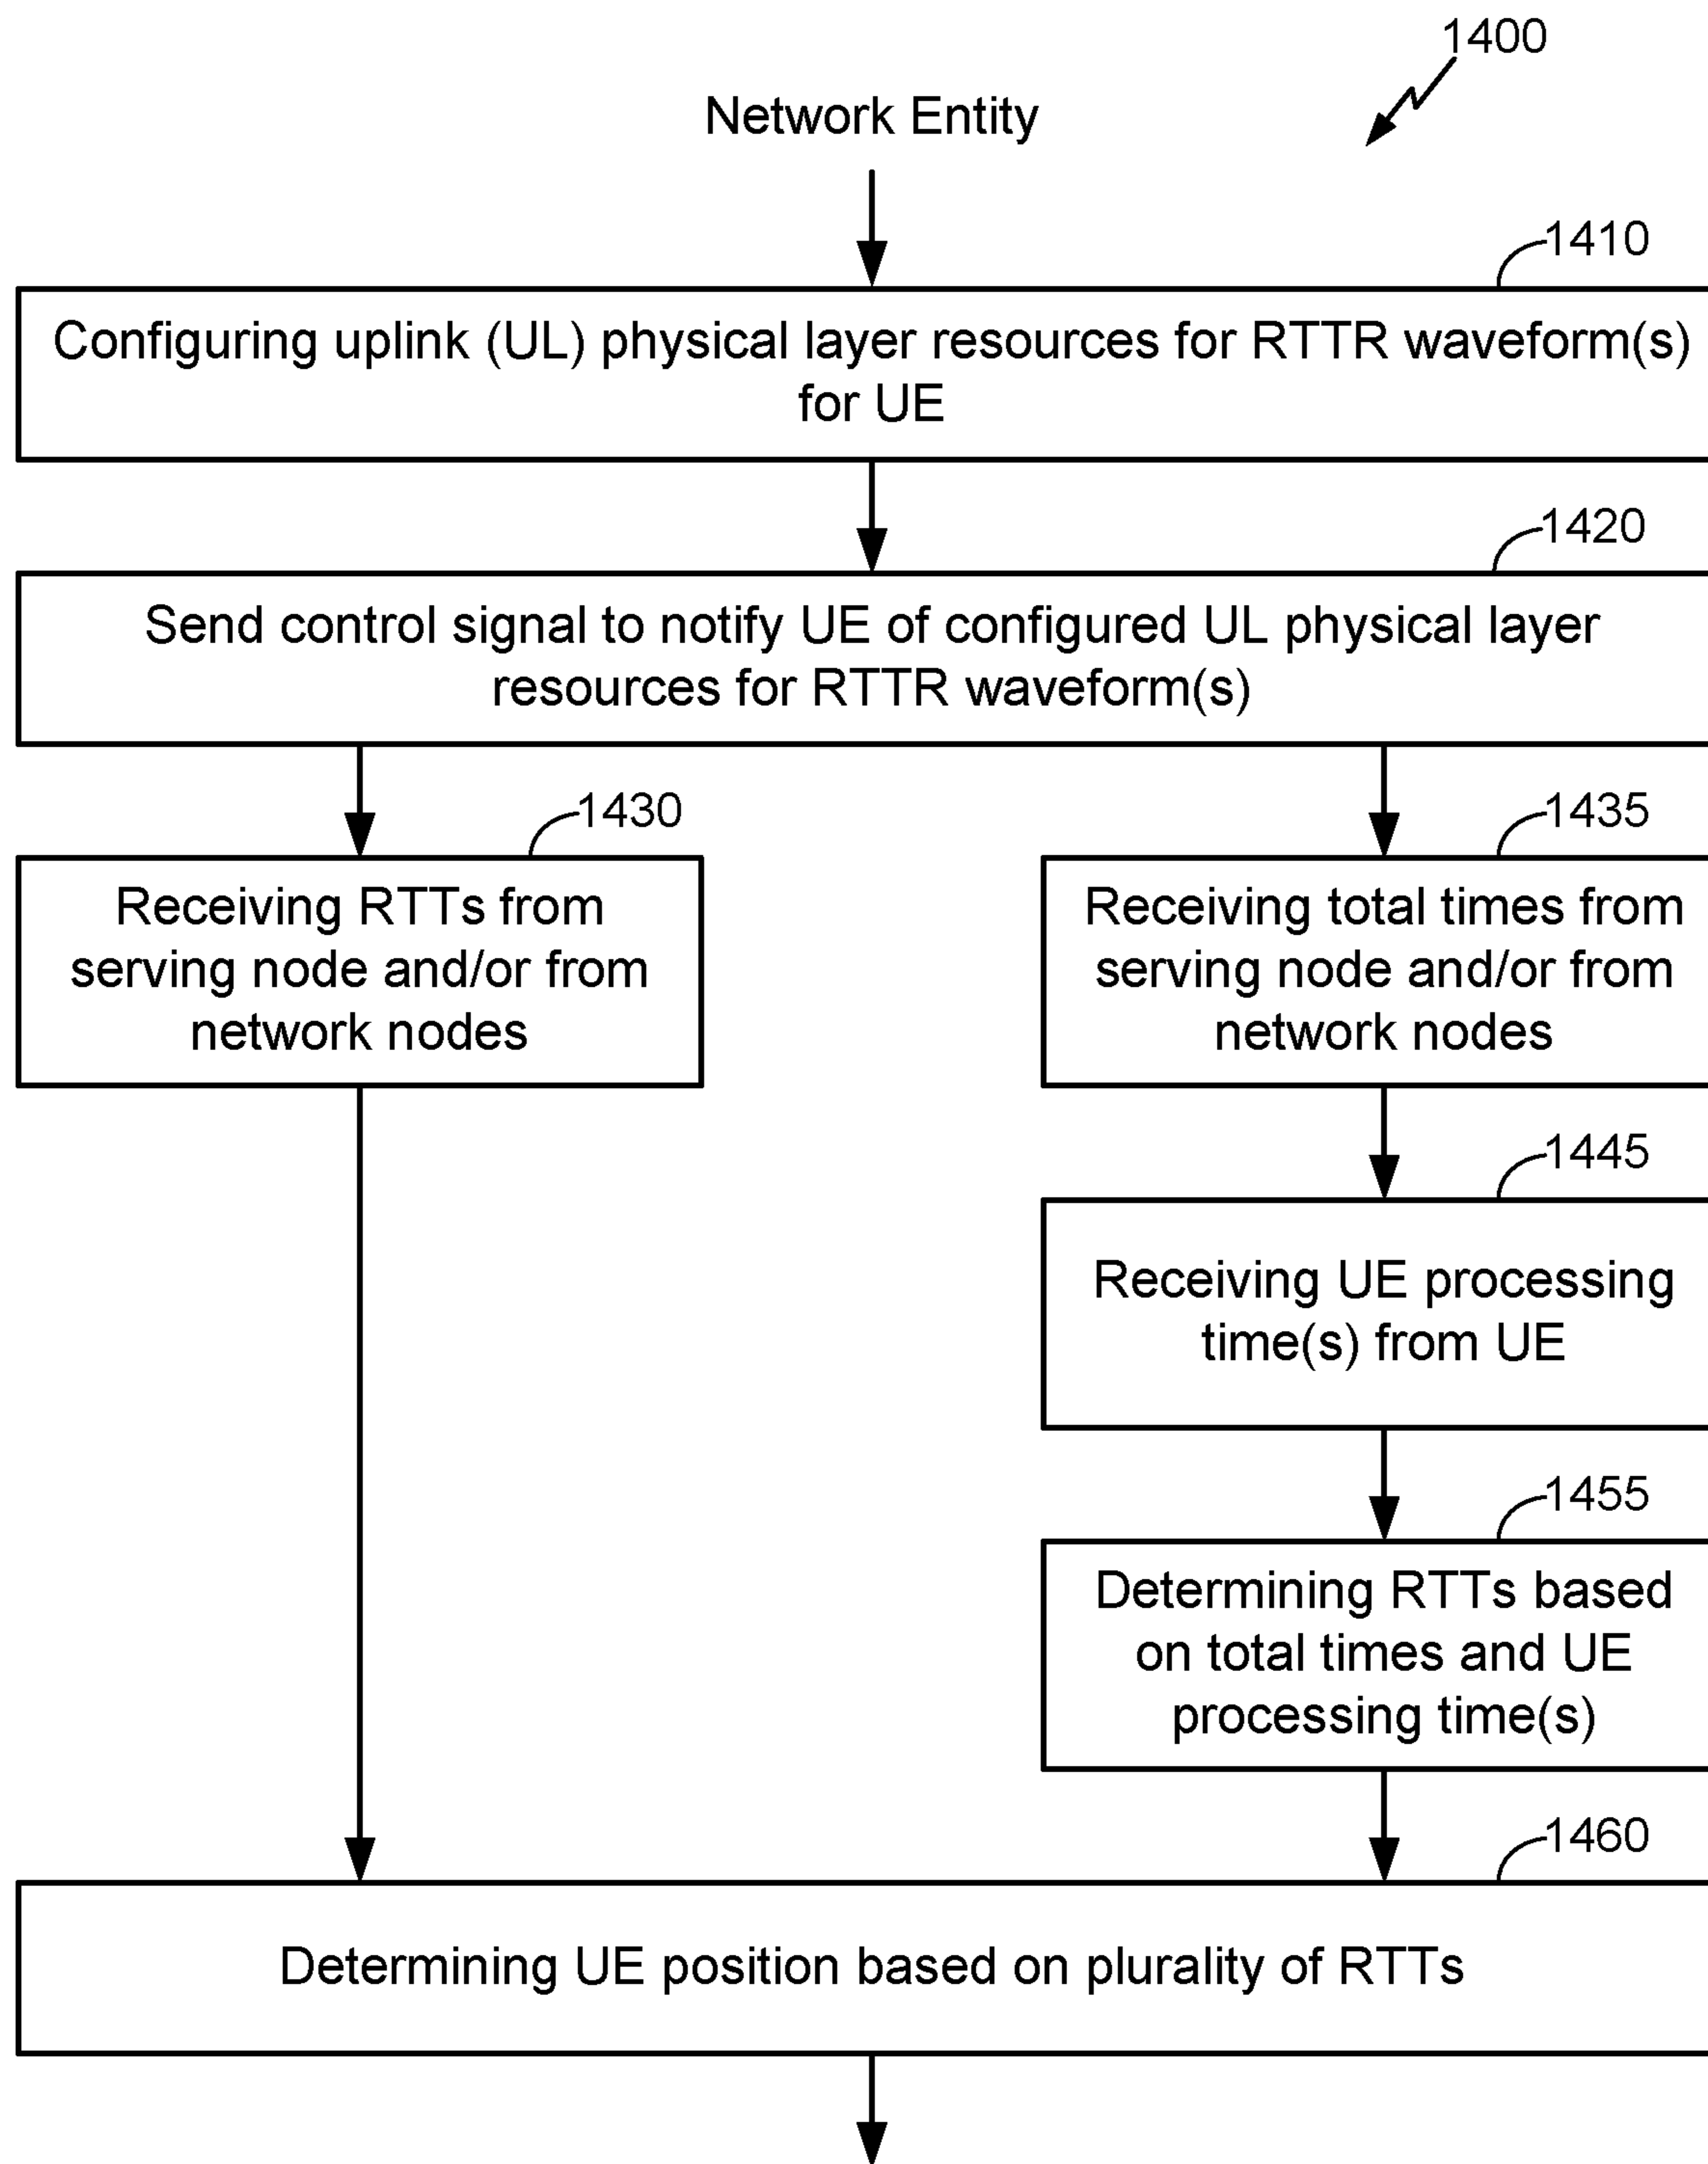 1400
Network Entity
1410
Configuring uplink (UL) physical layer resources for RTTR waveform(s)
for UE
1420
Send control signal to notify UE of configured UL physical layer
resources for RTTR waveform(s)
1430
Receiving RTTs from
serving node and/or from
network nodes
1435
Receiving total times from
serving node and/or from
network nodes
1445
Receiving UE processing
time(s) from UE
1455
Determining RTTs based
on total times and UE
processing time(s)
1460
Determining UE position based on plurality of RTTs